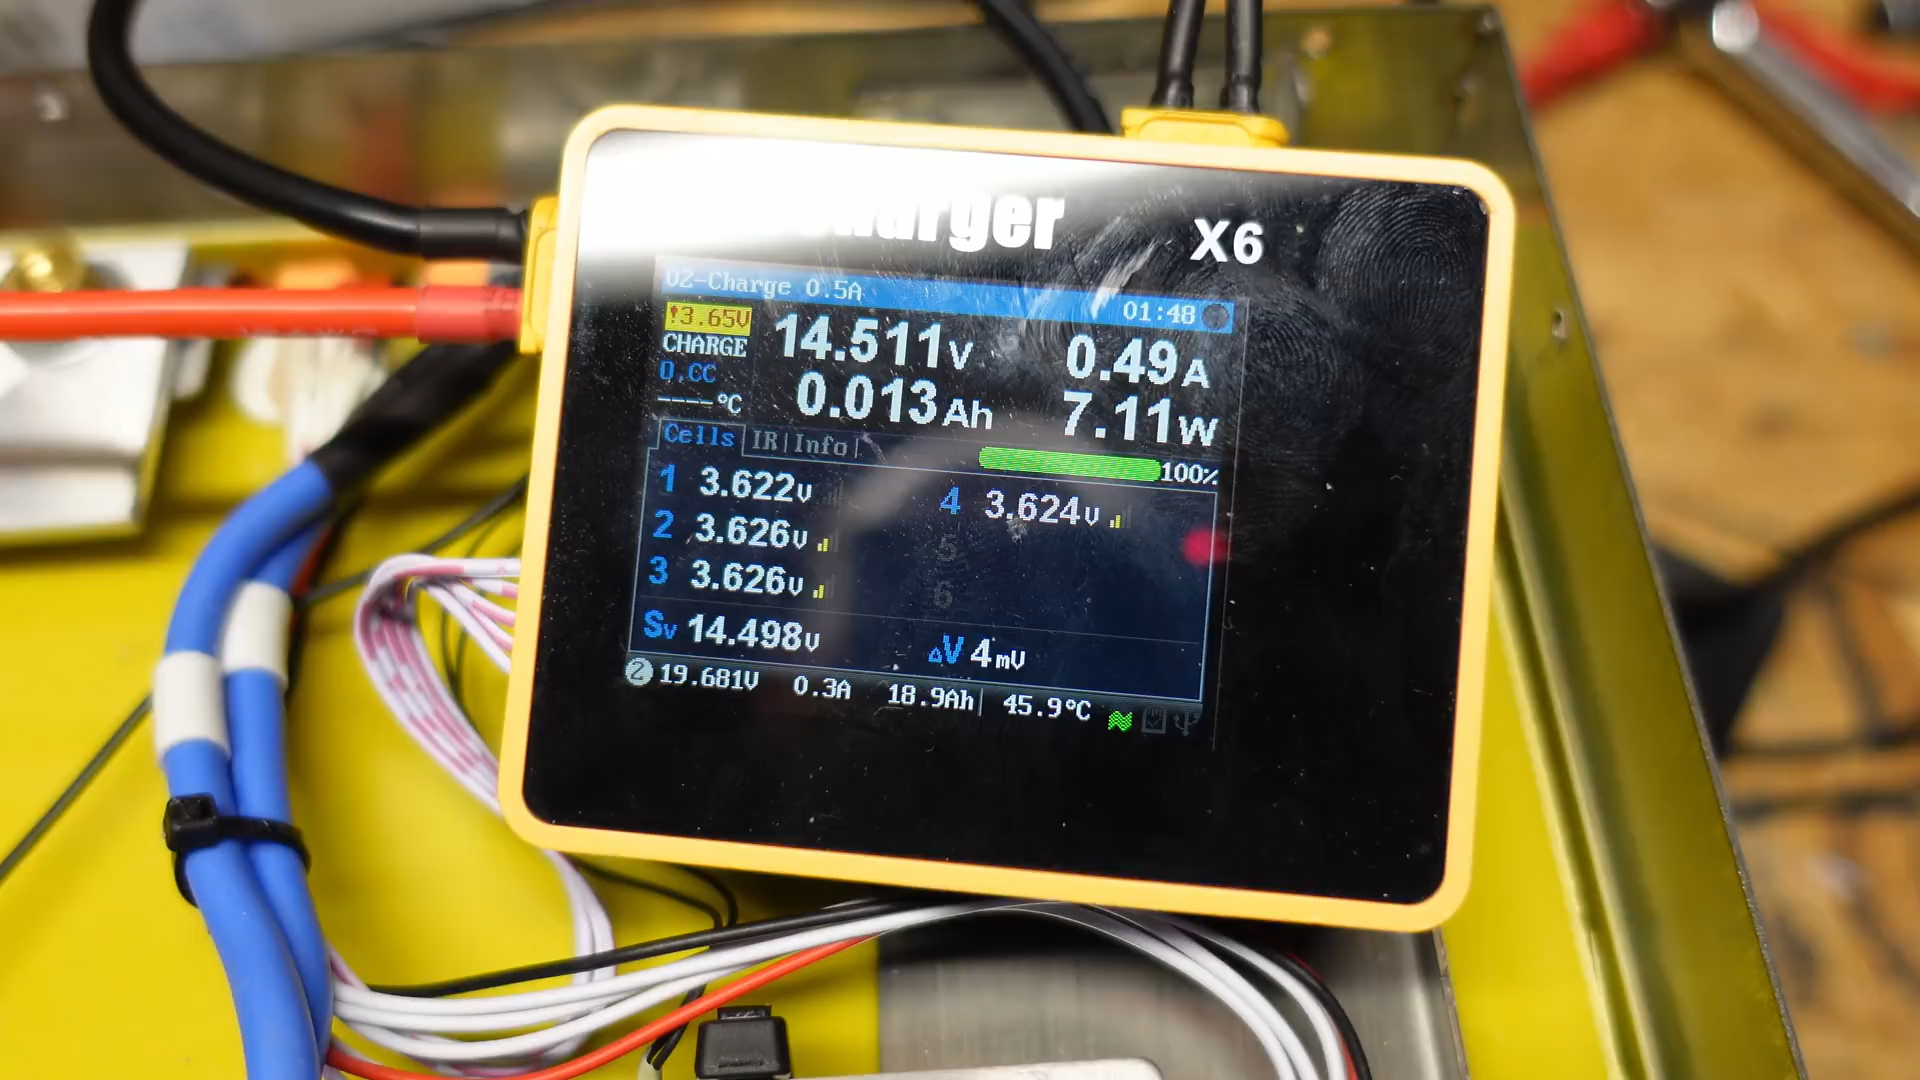 charger
X6
02-Charge 0.5A 01:48
!3.65V
CHARGE 14.511V 0.49A
0.CC
----°C 0.013Ah 7.11W
Cells IR| Info|
100%
1 3.622V 4 3.624V
2 3.626V 5
3 3.626V 6
Sv 14.498V ΔV 4mV
2 19.681V 0.3A 18.9Ah| 45.9°C